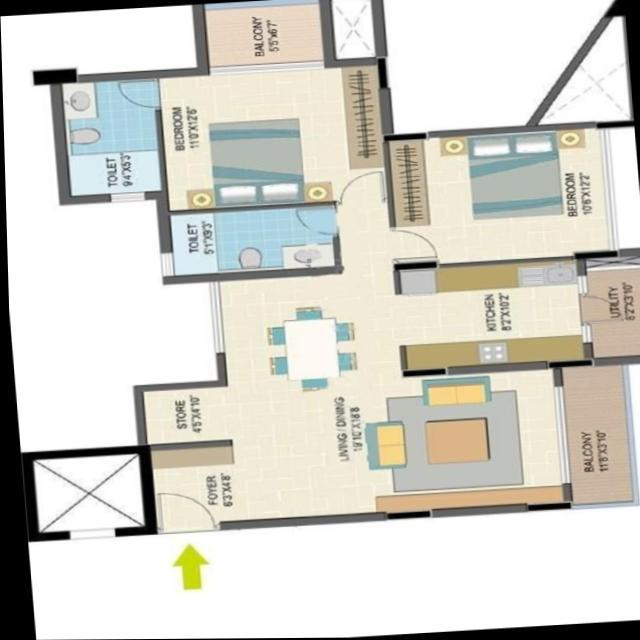 BALCONY
5'5"x6'7"
BEDROOM
11'0"X12'6"
TOILET
9'4"X5'3"
BEDROOM
10'6"X12'2"
TOILET
5'1"X9'3"
UTILITY
6'2"X3'10"
KITCHEN
8'2"X10'2"
STORE
4'5"X4'10"
LIVING / DINING
19'10"X18'8
BALCONY
11'8"X3'10"
FOYER
6'3"X4'8"